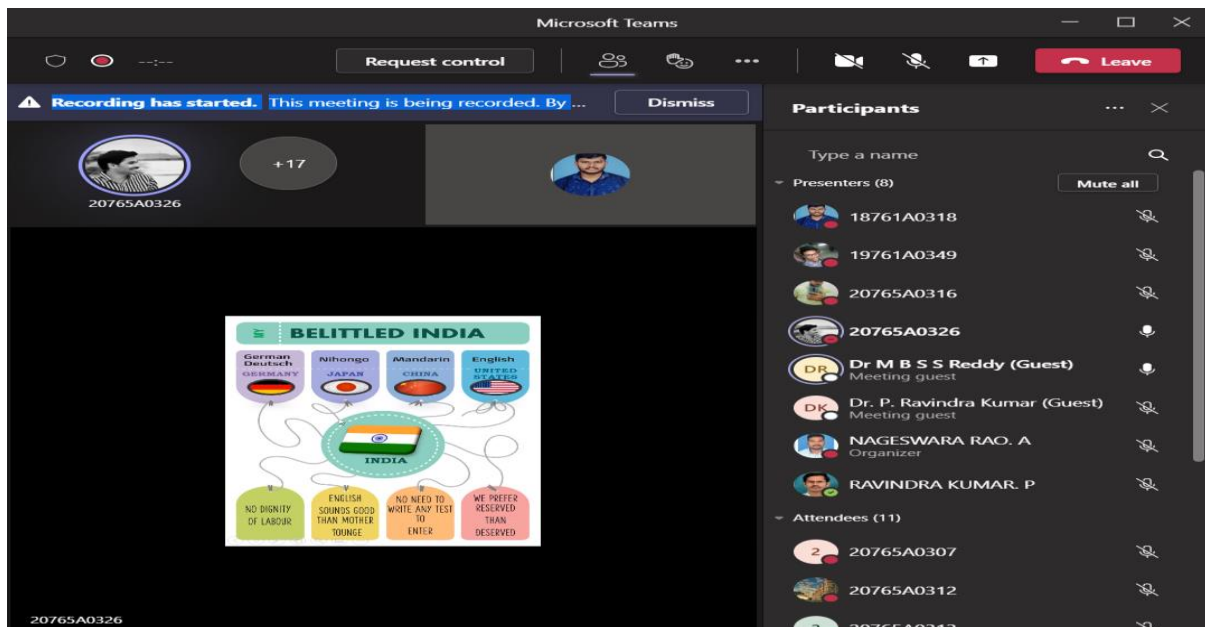 Microsoft Teams
--:--
Request control
Leave
Recording has started. This meeting is being recorded. By ...
Dismiss
+17
20765A0326
MY
BELITTLED INDIA
German
Deutsch
GERMANY
Nihongo
JAPAN
Mandarin
CHINA
English
UNITED
STATES
INDIA
NO DIGNITY
OF LABOUR
ENGLISH
SOUNDS GOOD
THAN MOTHER
TOUNGE
NO NEED TO
WRITE ANY TEST
TO
ENTER
WE PREFER
RESERVED
THAN
DESERVED
20765A0326
Participants
Type a name
Presenters (8)
Mute all
18761A0318
19761A0349
20765A0316
20765A0326
DR
Dr M B S S Reddy (Guest)
Meeting guest
DK
Dr. P. Ravindra Kumar (Guest)
Meeting guest
NAGESWARA RAO. A
Organizer
RAVINDRA KUMAR. P
Attendees (11)
2
20765A0307
20765A0312